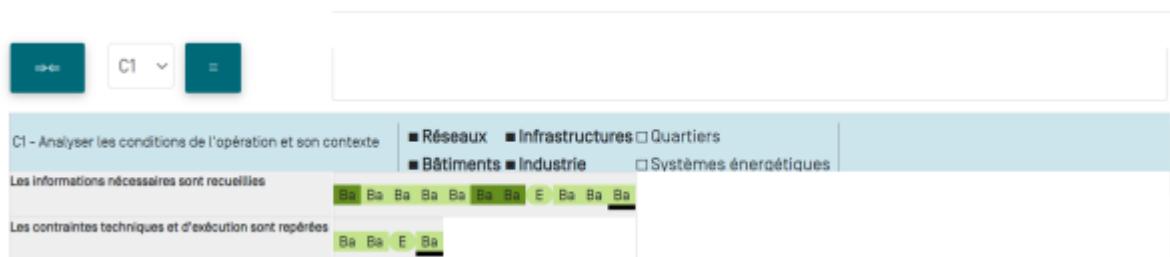 C1
=
C1 - Analyser les conditions de l'opération et son contexte
Réseaux Infrastructures Quartiers
Bâtiments Industrie Systèmes énergétiques
Les informations nécessaires sont recueillies
Ba Ba Ba Ba Ba Ba Ba E Ba Ba Ba
Les contraintes techniques et d'exécution sont repérées
Ba Ba E Ba